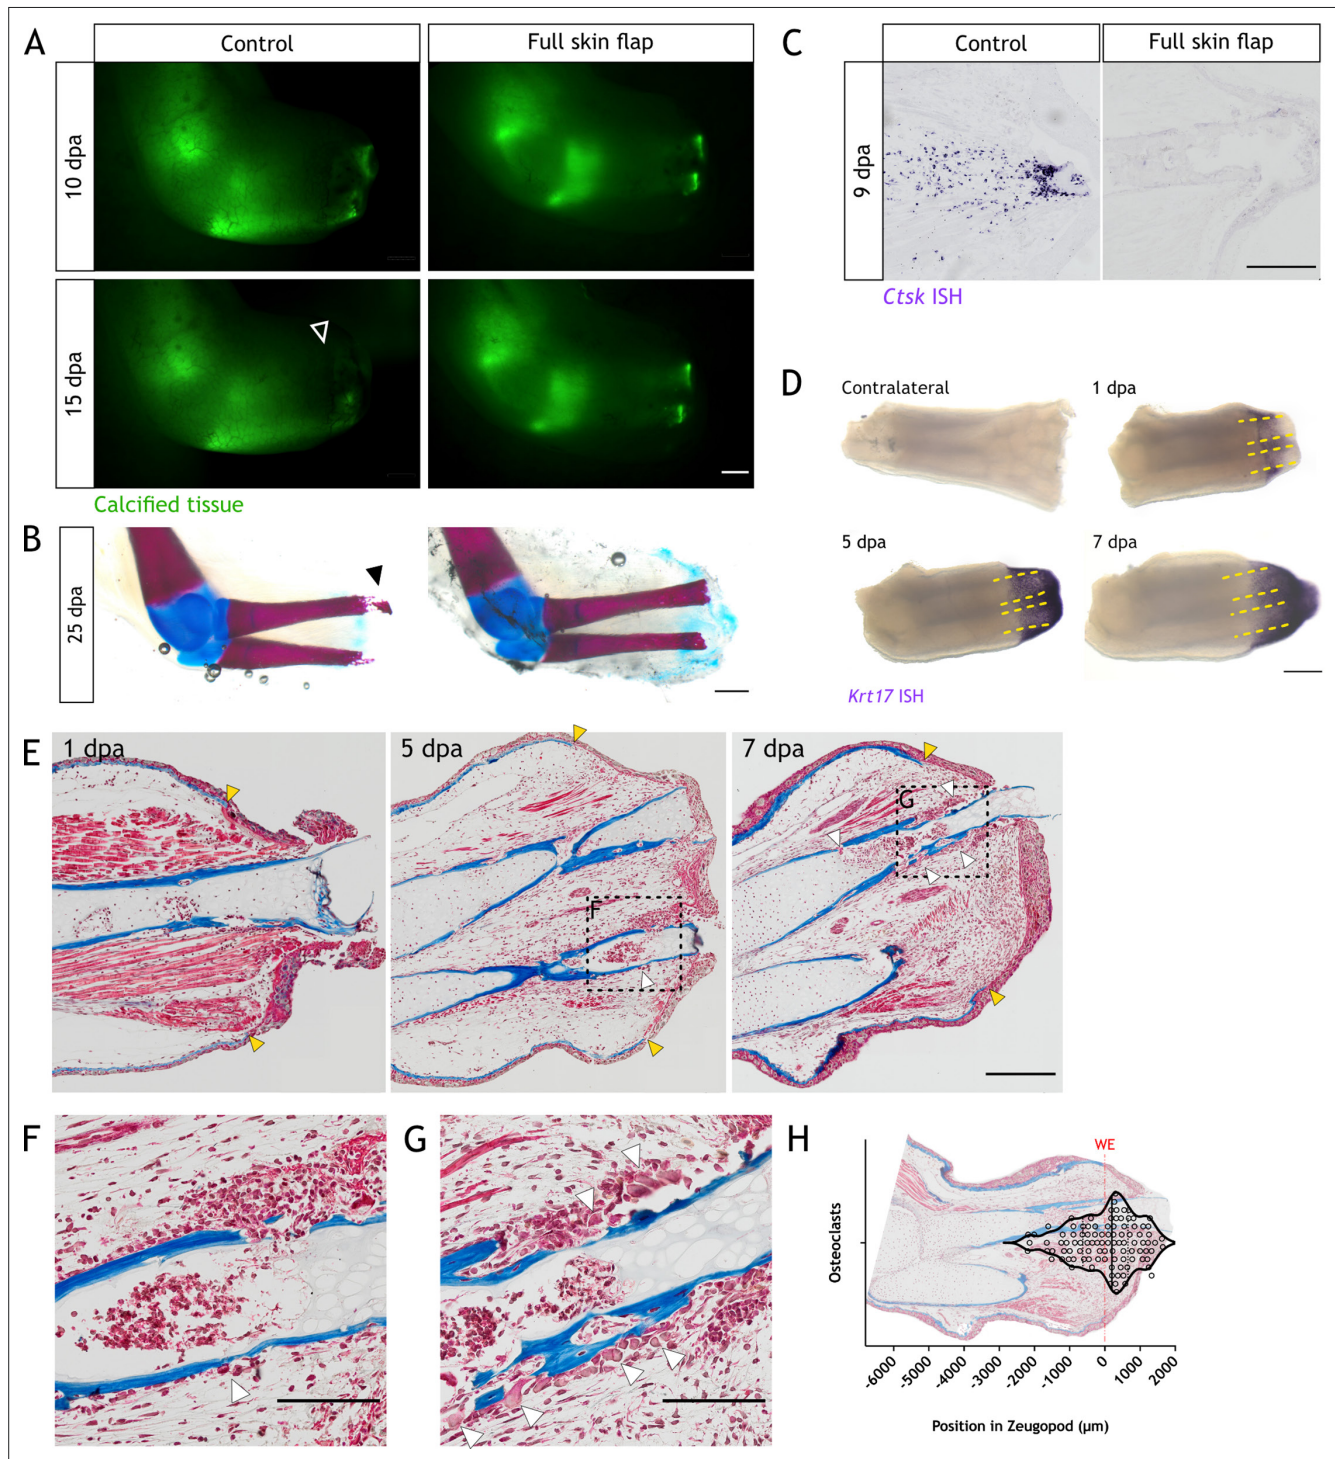 A
Control
Full skin flap
10 dpa
15 dpa
Calcified tissue
B
25 dpa
C
Control
Full skin flap
9 dpa
Ctsk ISH
D
Contralateral
1 dpa
5 dpa
7 dpa
Krt17 ISH
E
1 dpa
5 dpa
7 dpa
F
G
F
G
H
WE
Osteoclasts
-6000
-5000
-4000
-3000
-2000
-1000
0
1000
2000
Position in Zeugopod (µm)